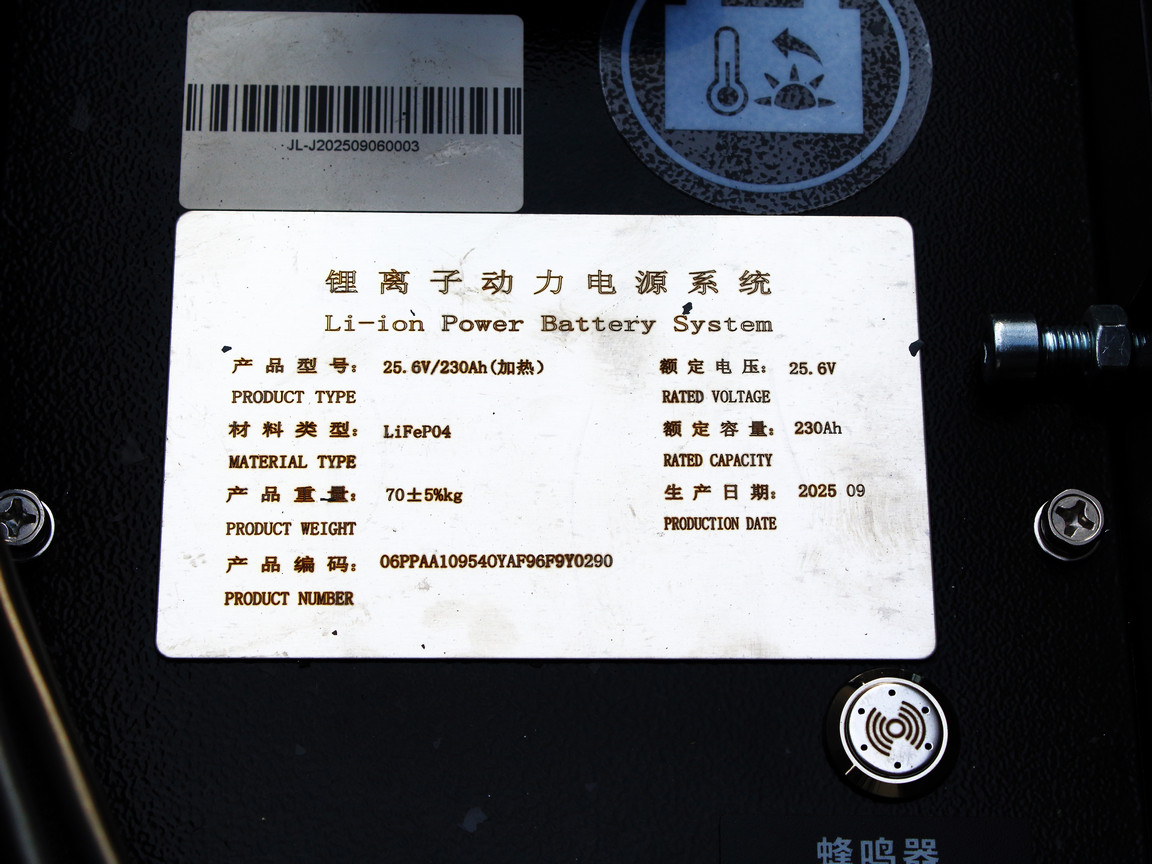 JL-J202509060003
锂离子动力电源系统
Li-ion Power Battery System
产品型号： 25.6V/230Ah(加热) 额定电压： 25.6V
PRODUCT TYPE RATED VOLTAGE
材料类型： LiFePO4 额定容量： 230Ah
MATERIAL TYPE RATED CAPACITY
产品重量： 70±5%kg 生产日期： 2025 09
PRODUCT WEIGHT PRODUCTION DATE
产品编码： 06PPAA109540YAF96F9Y0290
PRODUCT NUMBER
蜂鸣器